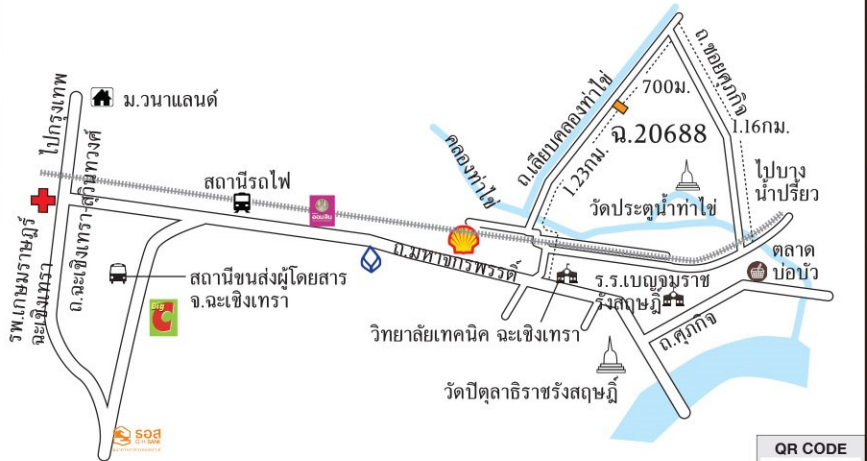 ไปกรุงเทพ
ม.วนาแลนด์
รพ.เกษมราษฎร์
ฉะเชิงเทรา
ถ.ฉะเชิงเทรา-สุวินทวงศ์
สถานีรถไฟ
ออมสิน
สถานีขนส่งผู้โดยสาร
จ.ฉะเชิงเทรา
Big
C
ธอส
G H BANK
ถ.มหาจักรพรรดิ์
คลองท่าไข่
ถ.เลียบคลองท่าไข่
700ม.
ฉ.20688
1.23กม.
ถ.ซอยศุภกิจ
1.16กม.
วัดประตูน้ำท่าไข่
ไปบาง
น้ำปรี้ยว
ตลาด
บ่อบัว
ร.ร.เบญจมราช
รังสฤษฎิ์
วิทยาลัยเทคนิค ฉะเชิงเทรา
ถ.ศุภกิจ
วัดปิตุลาธิราชรังสฤษฎิ์
QR CODE